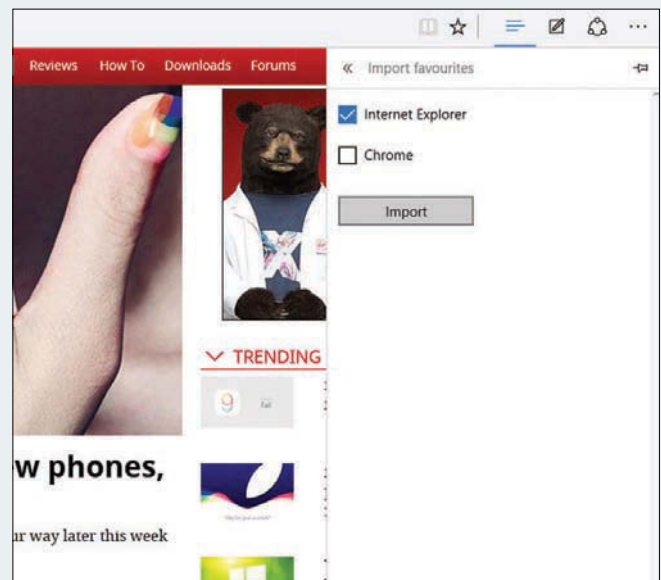 Reviews How To Downloads Forums
Import favourites
Internet Explorer
Chrome
Import
TRENDING
w phones,
ur way later this week